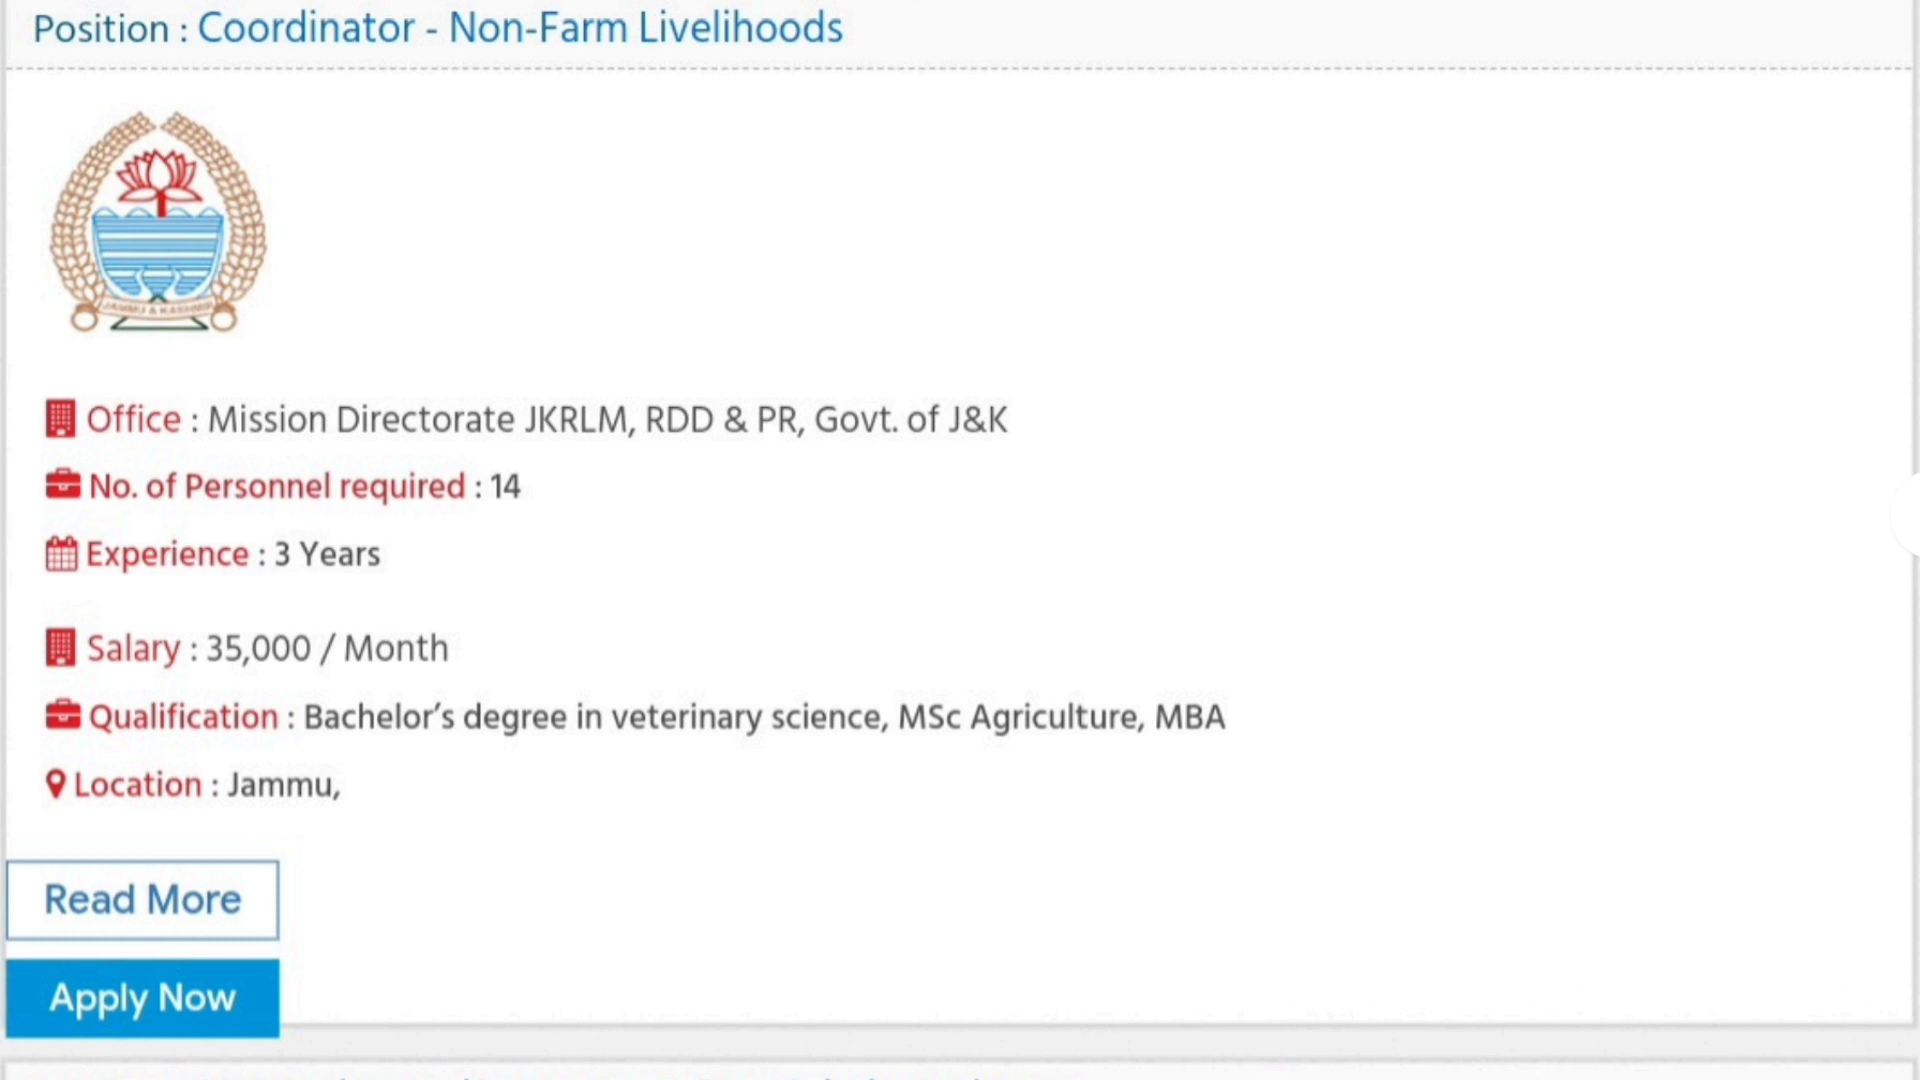 Position : Coordinator - Non-Farm Livelihoods
JAMMU & KASHMIR
Office : Mission Directorate JKRLM, RDD & PR, Govt. of J&K
No. of Personnel required : 14
Experience : 3 Years
Salary : 35,000 / Month
Qualification : Bachelor’s degree in veterinary science, MSc Agriculture, MBA
Location : Jammu,
Read More
Apply Now